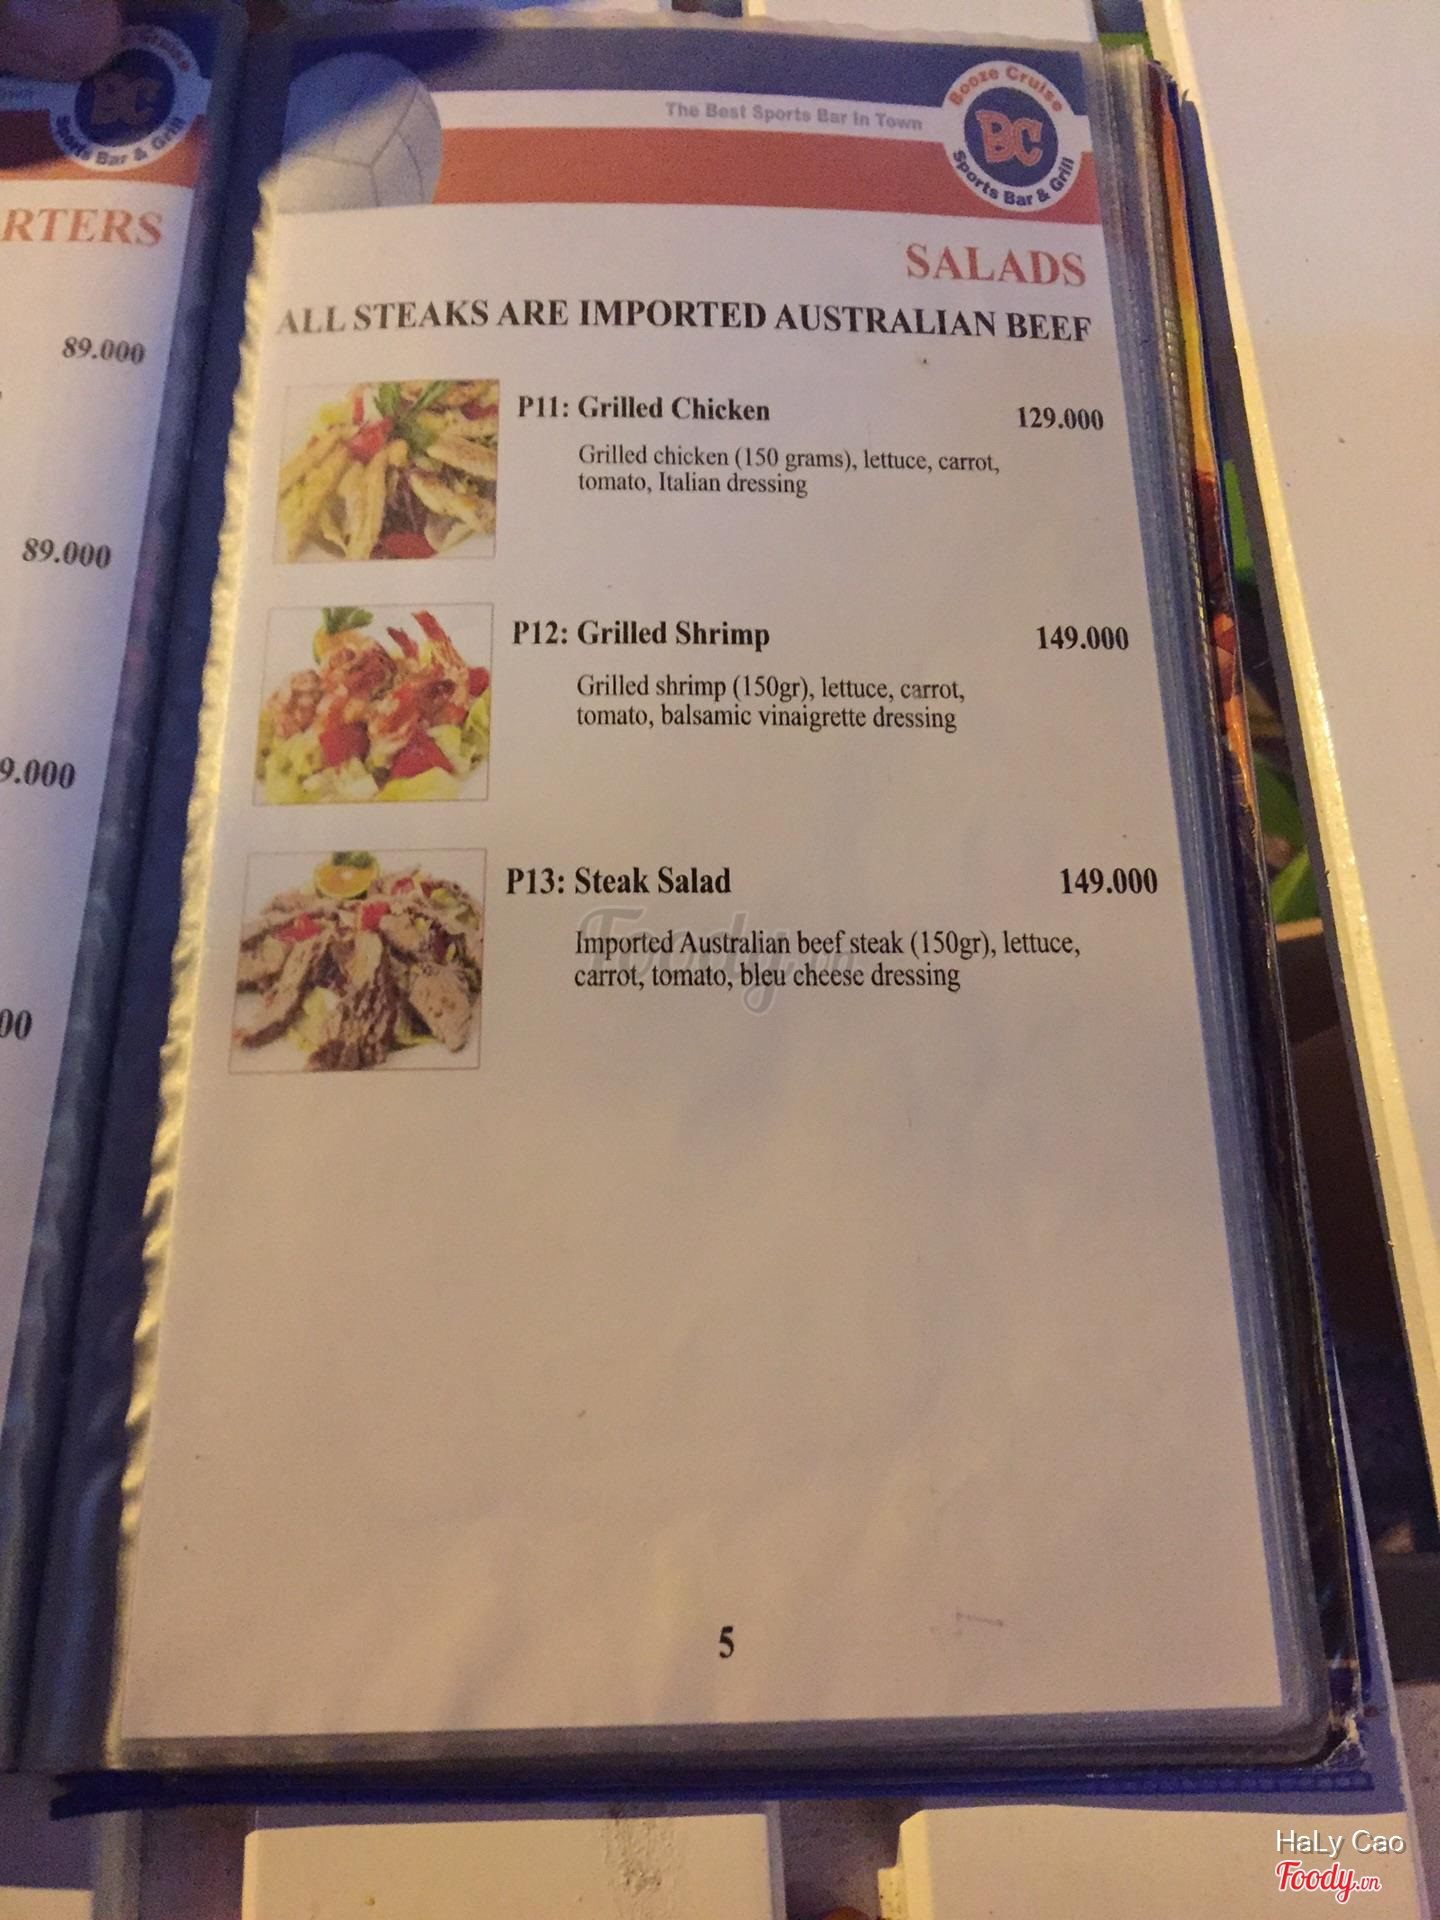 BC
Sports Bar & Grill
RTERS
89.000
89.000
9.000
00
The Best Sports Bar In Town
Booze Cruise
BC
Sports Bar & Grill
SALADS
ALL STEAKS ARE IMPORTED AUSTRALIAN BEEF
P11: Grilled Chicken 129.000
Grilled chicken (150 grams), lettuce, carrot,
tomato, Italian dressing
P12: Grilled Shrimp 149.000
Grilled shrimp (150gr), lettuce, carrot,
tomato, balsamic vinaigrette dressing
P13: Steak Salad 149.000
Imported Australian beef steak (150gr), lettuce,
carrot, tomato, bleu cheese dressing
Foody.vn
5
HaLy Cao
Foody.vn